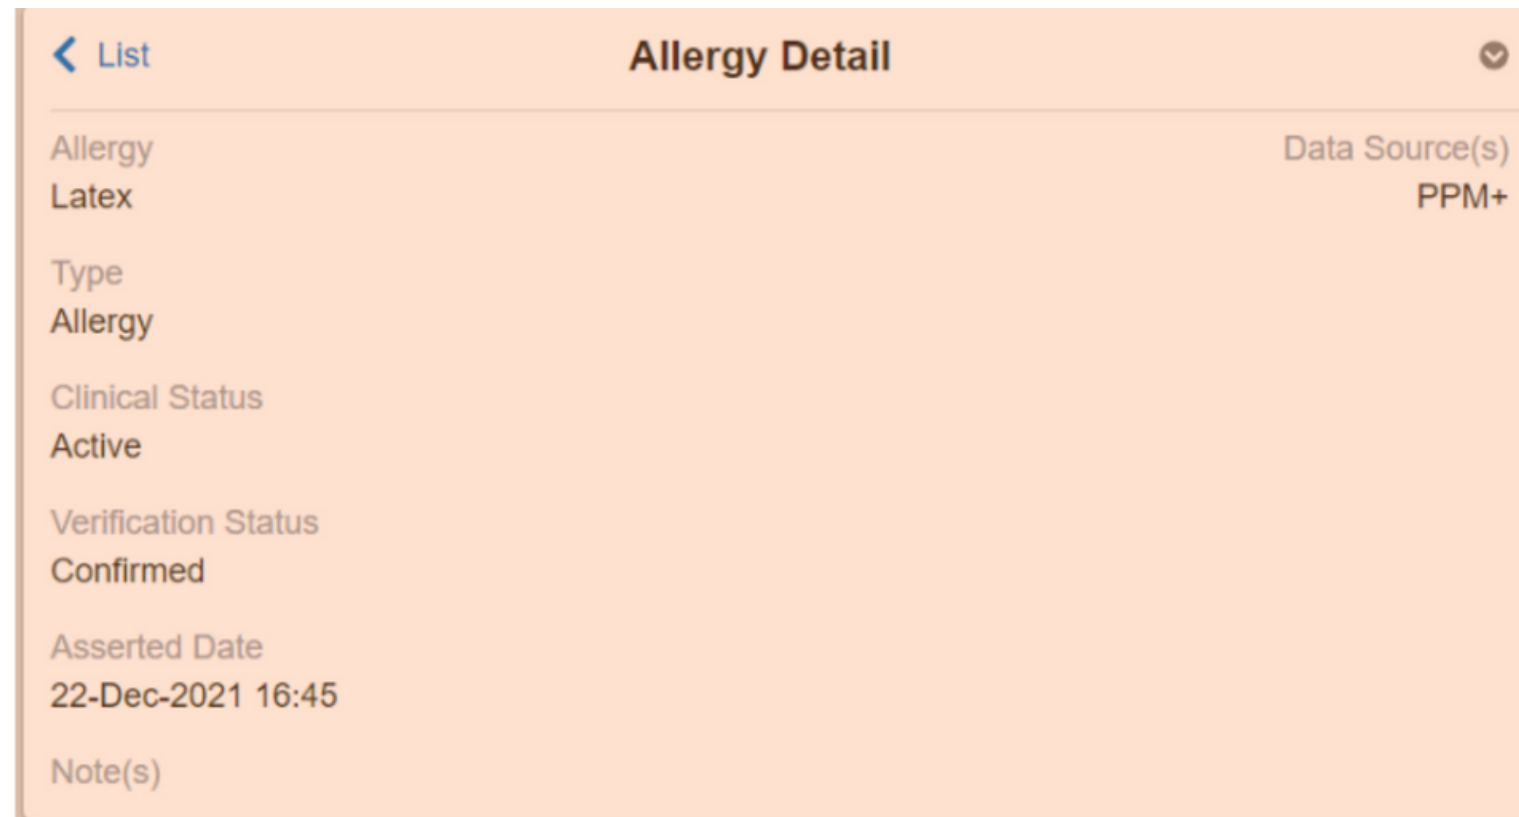 List
Allergy Detail
Allergy
Data Source(s)
Latex
PPM+
Type
Allergy
Clinical Status
Active
Verification Status
Confirmed
Asserted Date
22-Dec-2021 16:45
Note(s)